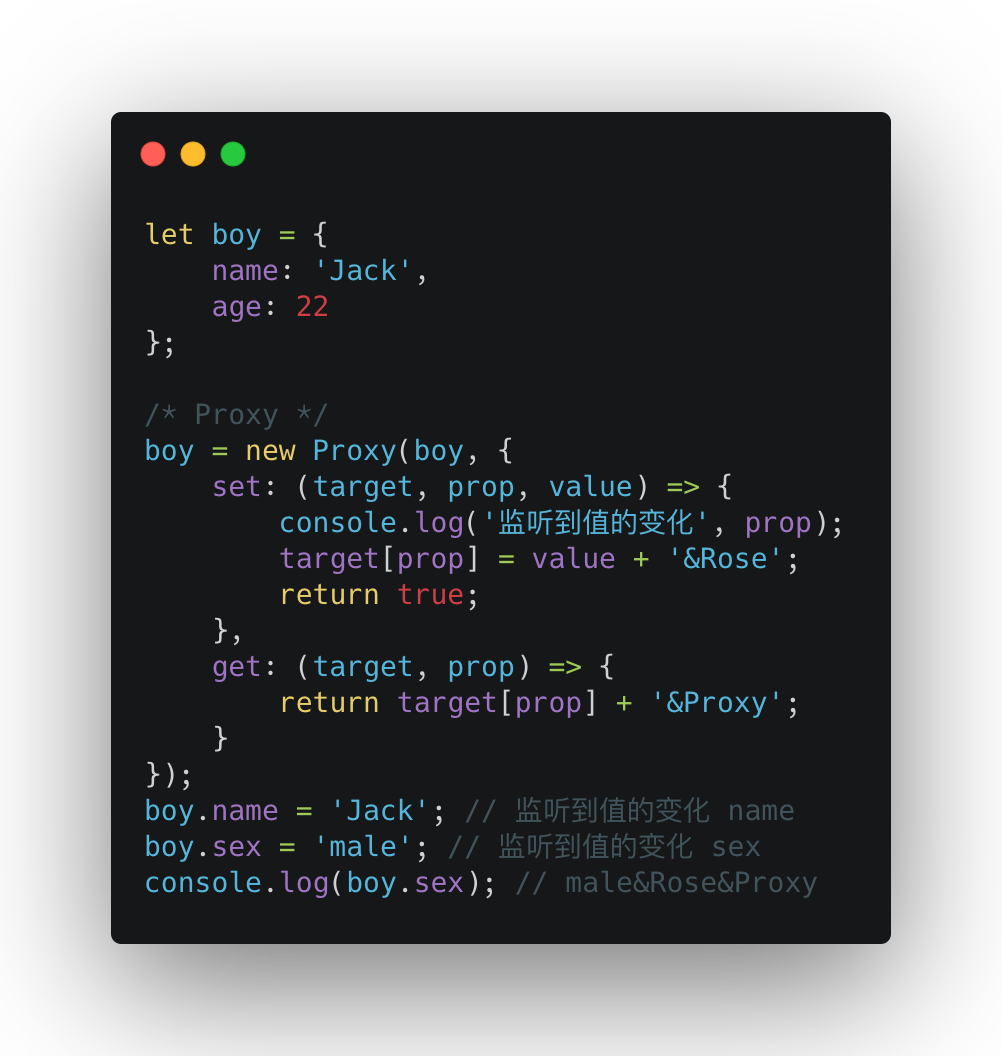 let boy = {
    name: 'Jack',
    age: 22
};

/* Proxy */
boy = new Proxy(boy, {
    set: (target, prop, value) => {
        console.log('监听到值的变化', prop);
        target[prop] = value + '&Rose';
        return true;
    },
    get: (target, prop) => {
        return target[prop] + '&Proxy';
    }
});
boy.name = 'Jack'; // 监听到值的变化 name
boy.sex = 'male'; // 监听到值的变化 sex
console.log(boy.sex); // male&Rose&Proxy